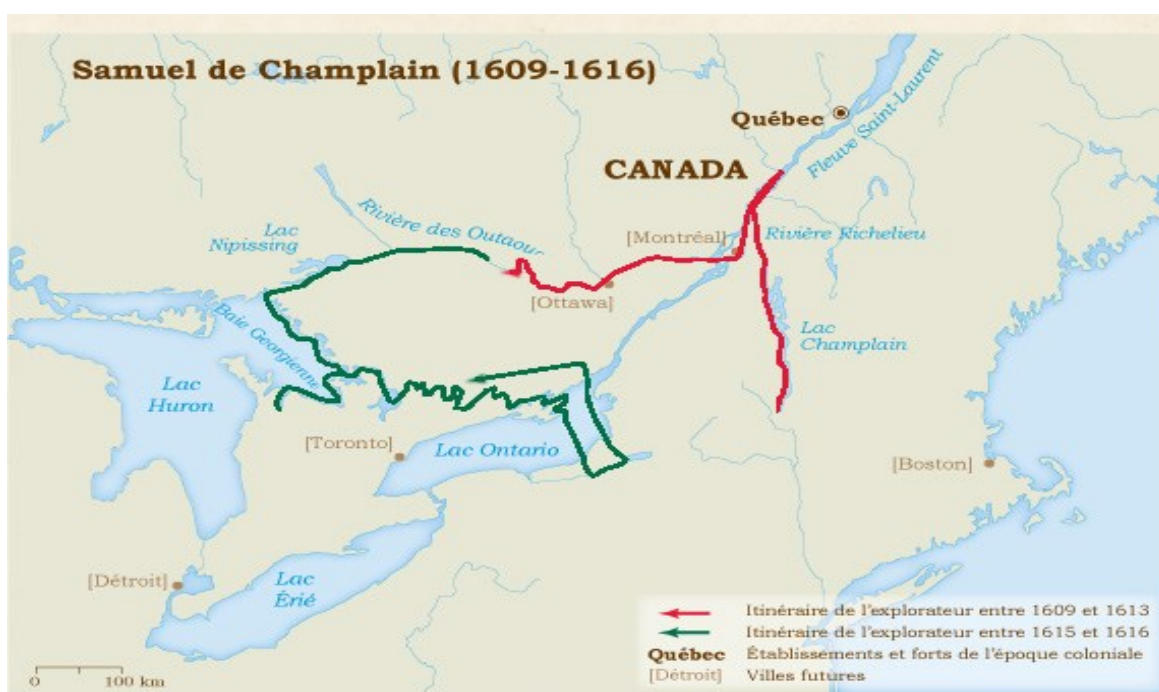 Samuel de Champlain (1609-1616)
Québec
Fleuve Saint-Laurent
CANADA
Rivière des Outaou
Lac
Nipissing
[Montréal]
Rivière Richelieu
[Ottawa]
Baie Georgienne
Lac
Champlain
Lac
Huron
[Toronto]
Lac Ontario
[Boston]
[Détroit]
Lac
Érié
Itinéraire de l'explorateur entre 1609 et 1613
Itinéraire de l'explorateur entre 1615 et 1616
Québec Établissements et forts de l'époque coloniale
[Détroit] Villes futures
0 100 km